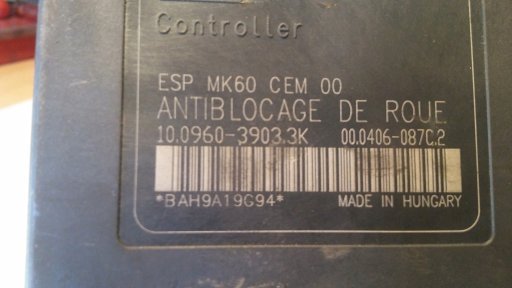 Controller
ESP MK60 CEM 00
ANTIBLOCAGE DE ROUE
10.0960-3903.3K 00.0406-087C.2
*BAH9A19G94* MADE IN HUNGARY